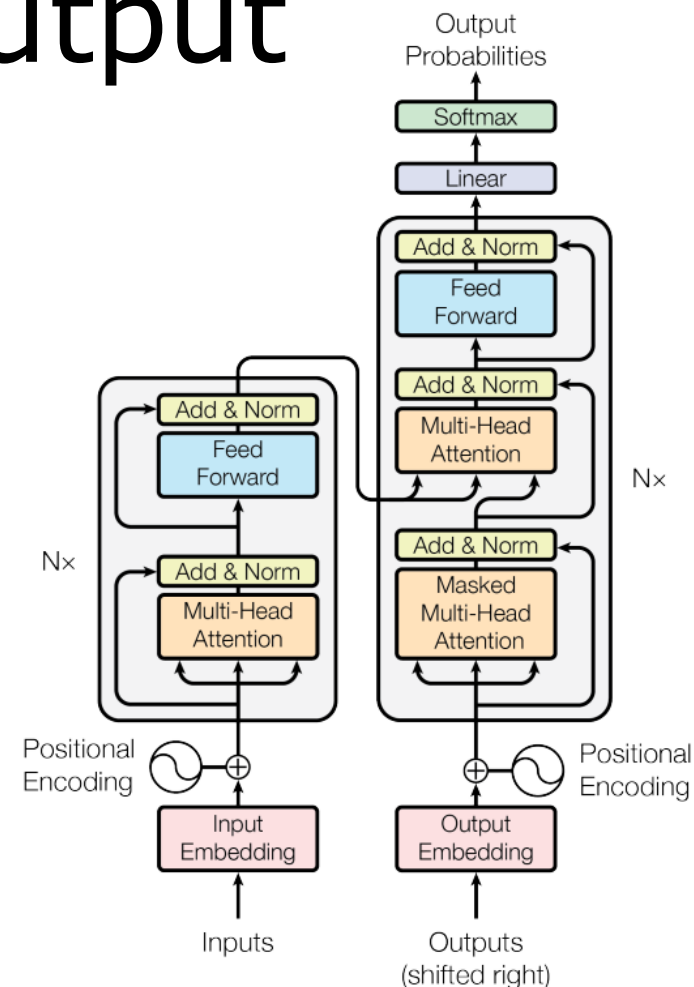 utput
Output
Probabilities
Softmax
Linear
Add & Norm
Feed
Forward
Add & Norm
Multi-Head
Attention
Add & Norm
Masked
Multi-Head
Attention
N×
Add & Norm
Feed
Forward
Add & Norm
Multi-Head
Attention
N×
Positional
Encoding
Positional
Encoding
Input
Embedding
Output
Embedding
Inputs
Outputs
(shifted right)